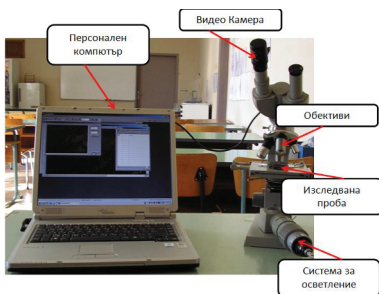 Видео Камера
Персонален
компютър
Обективи
Изследвана
проба
Система за
осветление